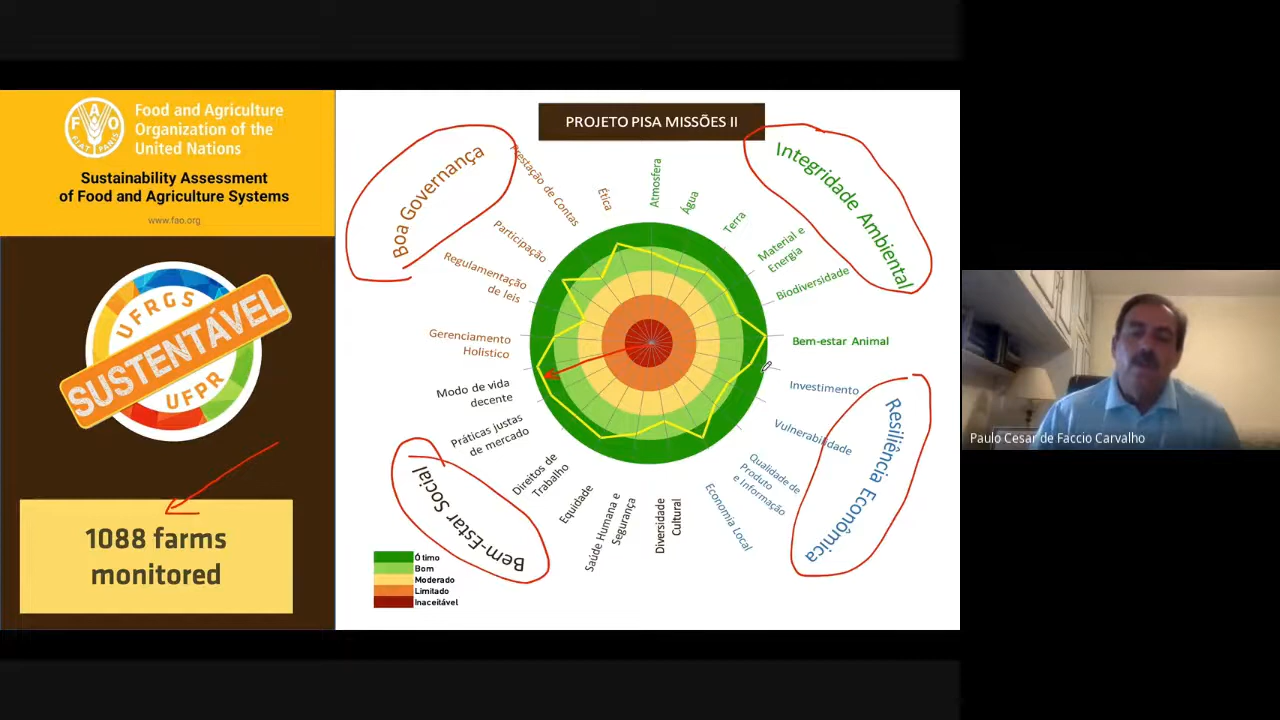 FAO
FIAT PANIS
Food and Agriculture
Organization of the
United Nations
Sustainability Assessment
of Food and Agriculture Systems
www.fao.org
UFRGS
SUSTENTÁVEL
UFPR
1088 farms
monitored
PROJETO PISA MISSÕES II
Boa Governança
Prestação de Contas
Ética
Participação
Regulamentação
de leis
Gerenciamento
Holístico
Integridade Ambiental
Atmosfera
Água
Terra
Material e
Energia
Biodiversidade
Bem-estar Animal
Resiliência Econômica
Investimento
Vulnerabilidade
Qualidade de
Produto
e Informação
Economia Local
Bem-Estar Social
Modo de vida
decente
Práticas justas
de mercado
Direitos de
Trabalho
Equidade
Saúde Humana e
Segurança
Diversidade
Cultural
Ótimo
Bom
Moderado
Limitado
Inaceitável
Paulo Cesar de Faccio Carvalho